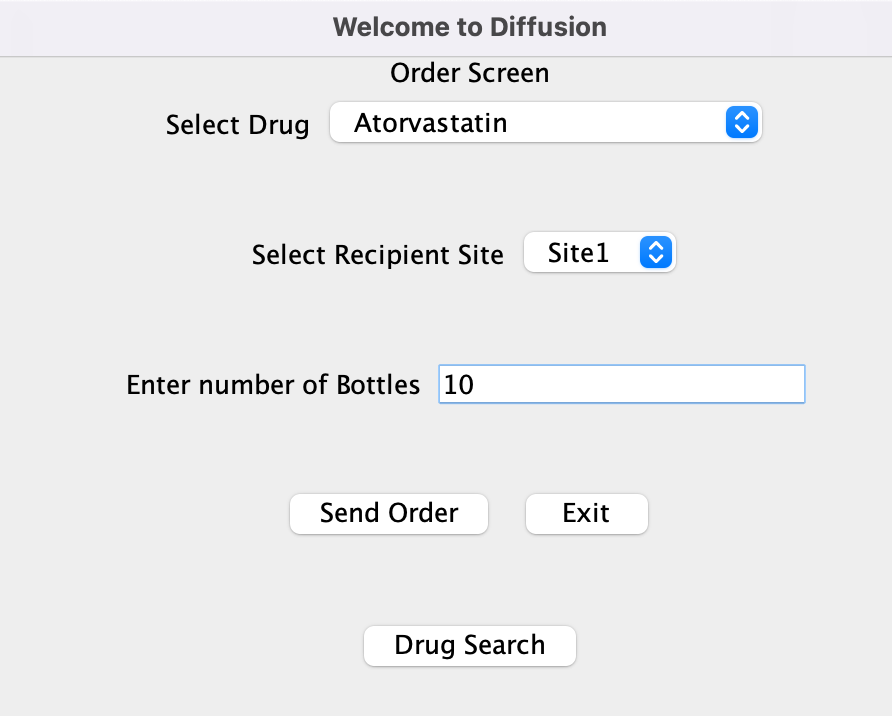 Welcome to Diffusion
Order Screen
Select Drug Atorvastatin
Select Recipient Site Site1
Enter number of Bottles 10
Send Order Exit
Drug Search